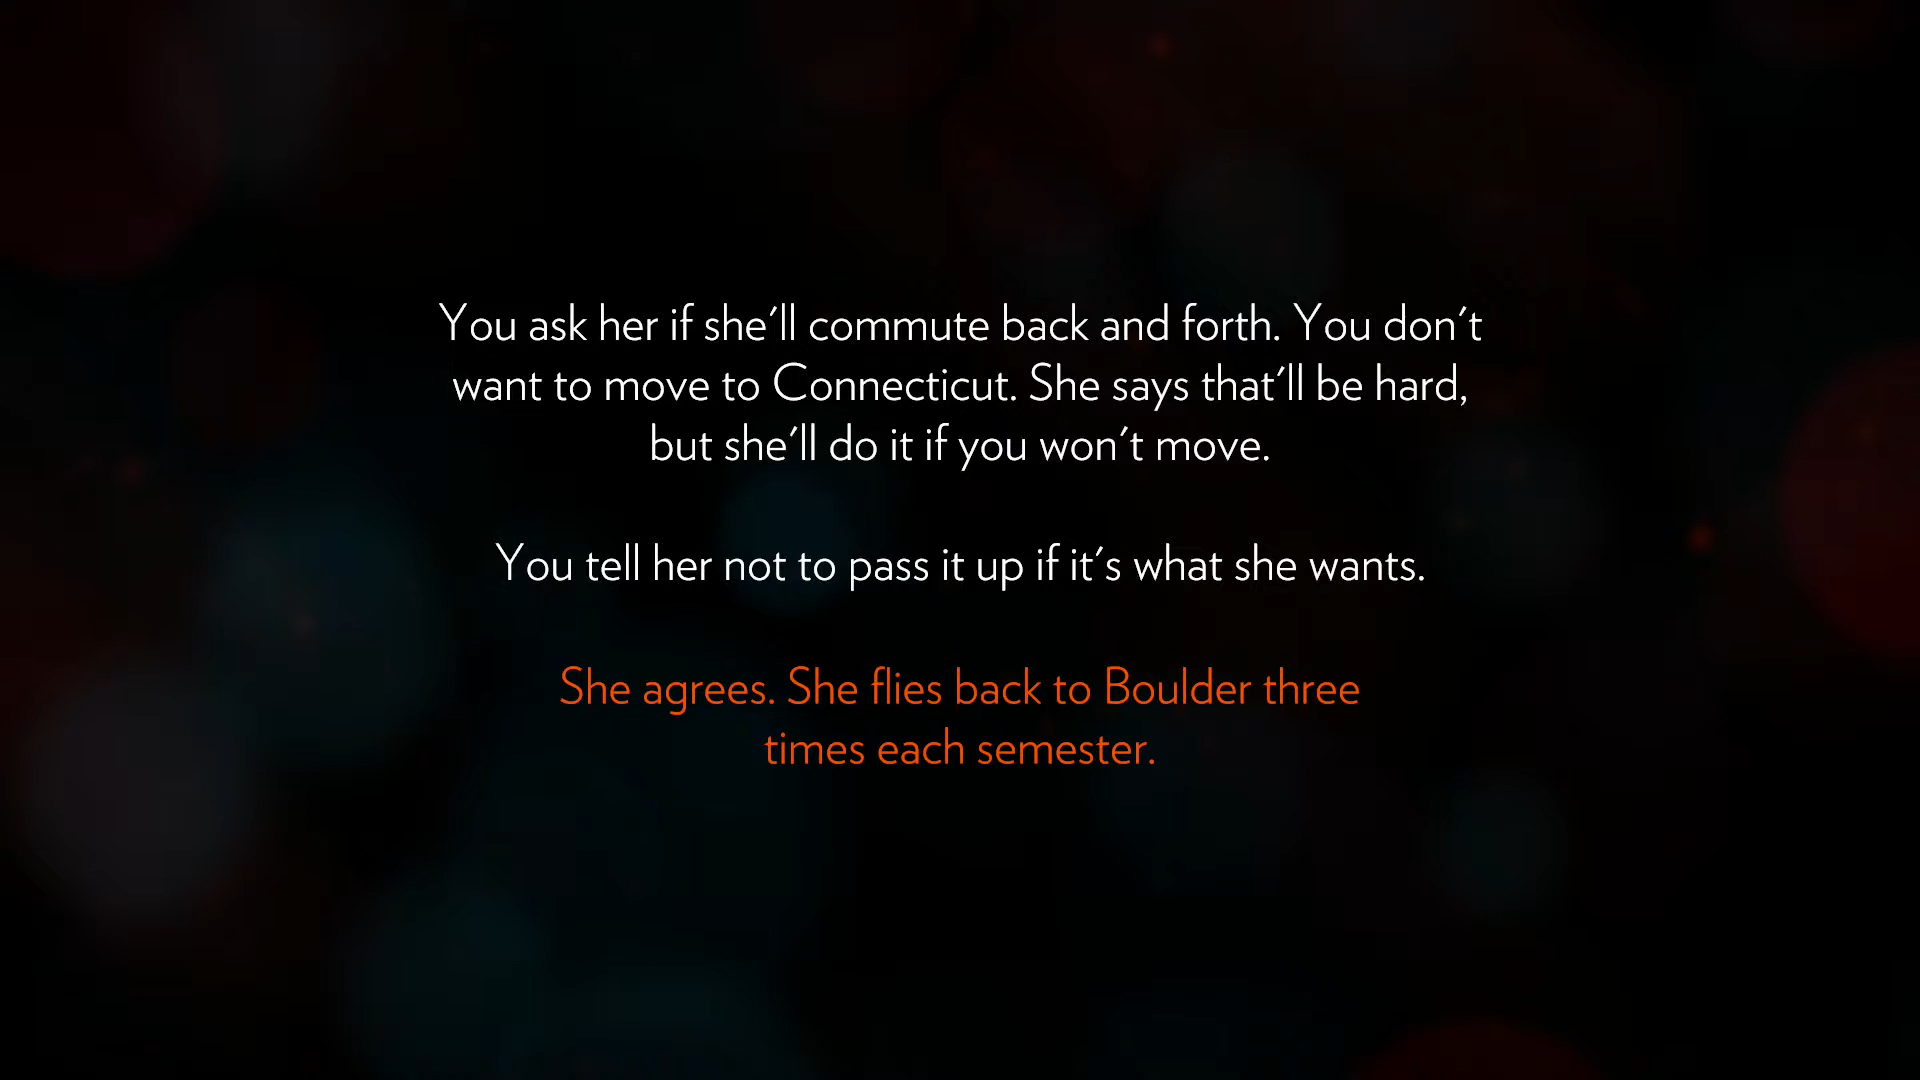 You ask her if she'll commute back and forth. You don't
want to move to Connecticut. She says that'll be hard,
but she'll do it if you won't move.
You tell her not to pass it up if it's what she wants.
She agrees. She flies back to Boulder three
times each semester.